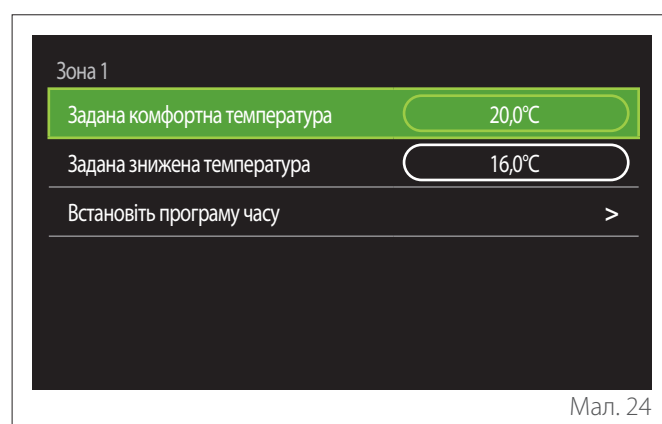 Зона 1
Задана комфортна температура 20,0°C
Задана знижена температура 16,0°C
Встановіть програму часу >
Мал. 24